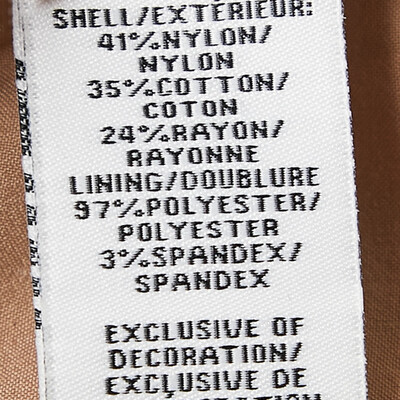 SHELL/EXTÉRIEUR:
41%NYLON/
NYLON
35%COTTON/
COTON
24%RAYON/
RAYONNE
LINING/DOUBLURE
97%POLYESTER/
POLYESTER
3%SPANDEX/
SPANDEX
EXCLUSIVE OF
DECORATION/
EXCLUSIVE DE